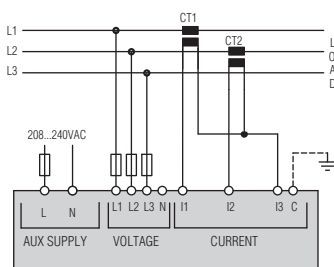 CT1
L1
CT2
L2
L3
L
O
A
D
208...240VAC
L N L1 L2 L3 N I1 I2 I3 C
AUX SUPPLY VOLTAGE CURRENT